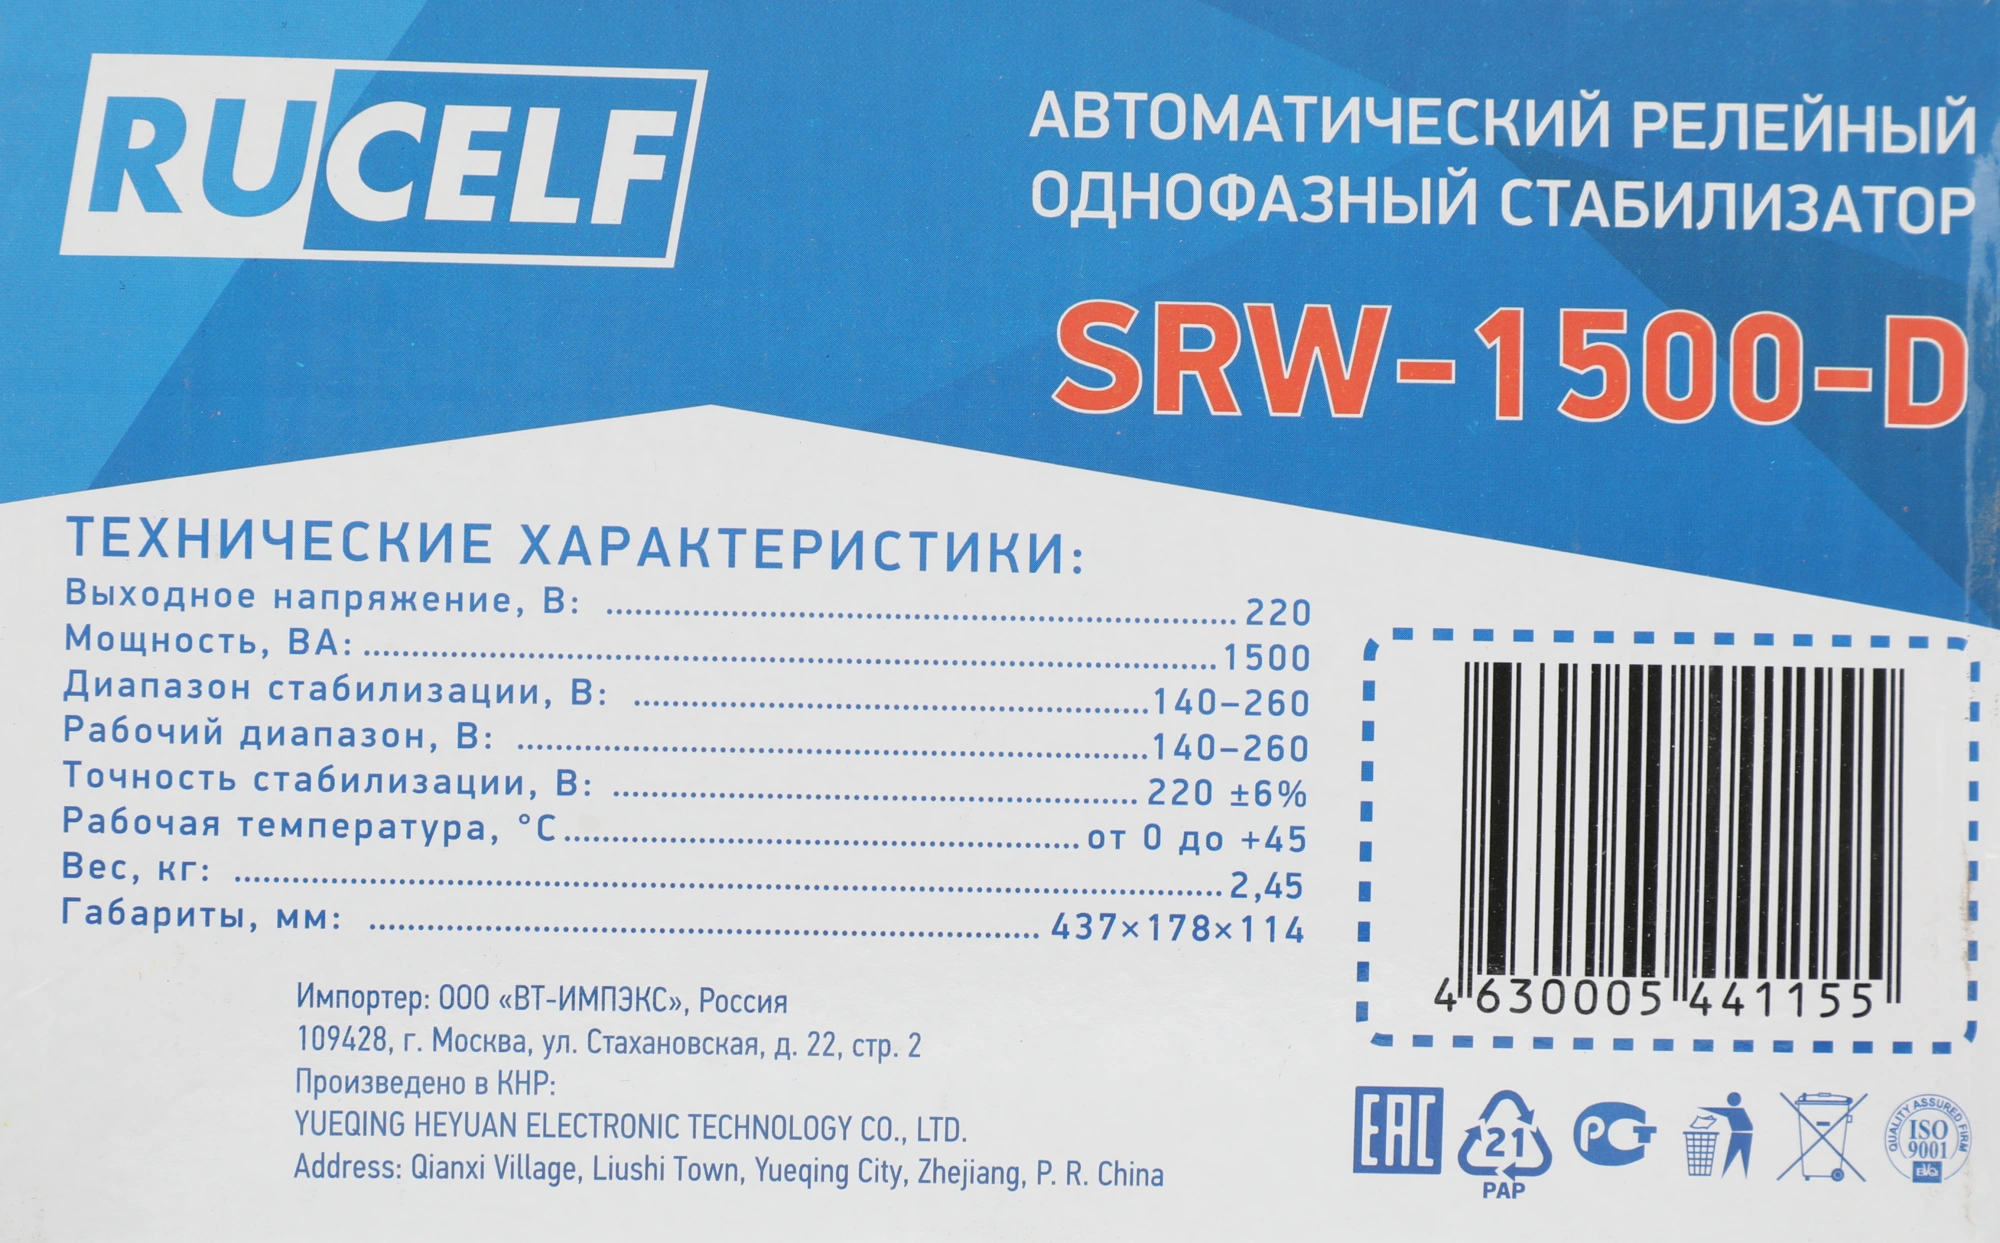 RUCELF
АВТОМАТИЧЕСКИЙ РЕЛЕЙНЫЙ
ОДНОФАЗНЫЙ СТАБИЛИЗАТОР
SRW-1500-D
ТЕХНИЧЕСКИЕ ХАРАКТЕРИСТИКИ:
Выходное напряжение, В: 220
Мощность, ВА: 1500
Диапазон стабилизации, В: 140–260
Рабочий диапазон, В: 140–260
Точность стабилизации, В: 220 ±6%
Рабочая температура, °С от 0 до +45
Вес, кг: 2,45
Габариты, мм: 437×178×114
4 630005 441155
Импортер: ООО «ВТ-ИМПЭКС», Россия
109428, г. Москва, ул. Стахановская, д. 22, стр. 2
Произведено в КНР:
YUEQING HEYUAN ELECTRONIC TECHNOLOGY CO., LTD.
Address: Qianxi Village, Liushi Town, Yueqing City, Zhejiang, P. R. China
EAC
21
PAP
РСТ
QUALITY ASSURED FIRM
ISO
9001